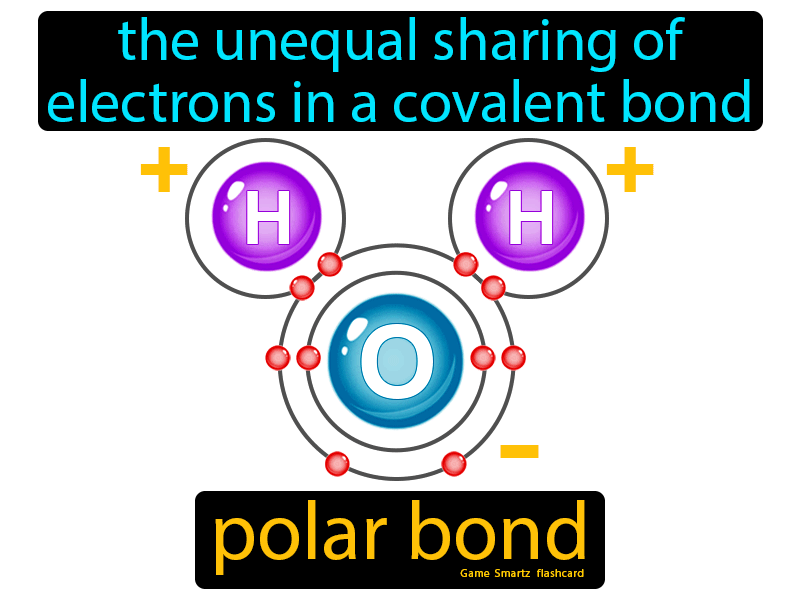 the unequal sharing of
electrons in a covalent bond
+ +
H H
O
-
polar bond
Game Smartz flashcard